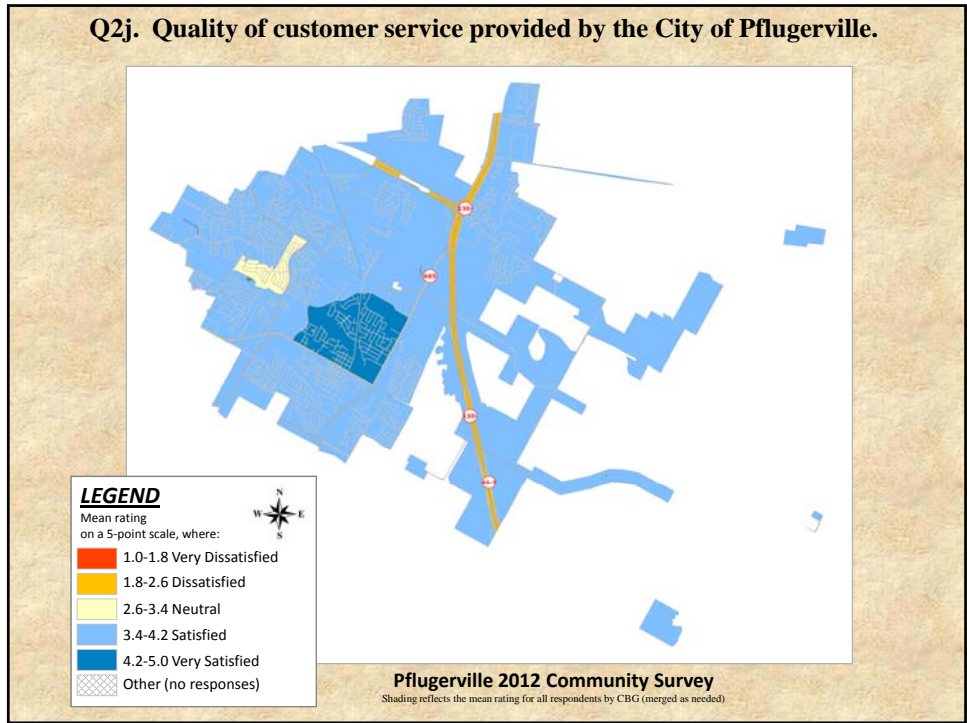 Q2j. Quality of customer service provided by the City of Pflugerville.
130
685
130
LEGEND
Mean rating
on a 5-point scale, where:
N
W
E
S
1.0-1.8 Very Dissatisfied
1.8-2.6 Dissatisfied
2.6-3.4 Neutral
3.4-4.2 Satisfied
4.2-5.0 Very Satisfied
Other (no responses)
Pflugerville 2012 Community Survey
Shading reflects the mean rating for all respondents by CBG (merged as needed)